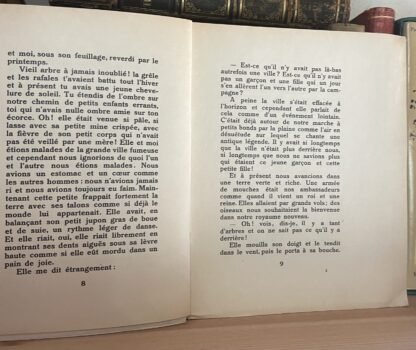 et moi, sous son feuillage, reverdi par le
printemps.
Vieil arbre à jamais inoublié! la grêle
et les rafales t'avaient battu tout l'hiver
et à présent tu avais une jeune cheve-
lure de soleil. Tu étendis de l'ombre sur
notre chemin de petits enfants errants,
toi qui n'avais nulle ombre amie sur ton
écorce. Oh! elle était venue si pâle, si
lasse avec sa petite mine crispée, avec
la fièvre de son petit corps qui n'avait
pas été veillé par une mère! Elle et moi
étions malades de la grande ville fumeuse
et cependant nous ignorions de quoi l'un
et l'autre nous étions malades. Nous
avions un estomac et un cœur comme
les autres hommes; nous n'avions jamais
ri et nous avions toujours eu faim. Main-
tenant cette petite frappait fortement la
terre avec ses talons comme si déjà le
monde lui appartenait. Elle avait, en
balançant son petit jupon gras de boue
et de suie, un rythme léger de danse.
Et elle riait, oui, elle riait librement en
montrant ses dents aiguës sous sa lèvre
haute comme si elle eût mordu dans un
pain de joie.
Elle me dit étrangement:
8
— Est-ce qu'il n'y avait pas là-bas
autrefois une ville? Est-ce qu'il n'y avait
pas un garçon et une fille qui un jour
s'en allèrent l'un vers l'autre par la cam-
pagne?
A peine la ville s'était effacée à
l'horizon et cependant elle parlait de
cela comme d'un événement lointain.
C'était déjà autour de notre marche à
petits bonds par la plaine comme l'air en
désuétude sur lequel se chante une
antique légende. Il y avait si longtemps
que la ville s'était plus derrière nous,
si longtemps que nous ne savions plus
qui étaient ce jeune garçon et cette
petite fille!
Et à présent nous avancions dans
une terre verte et riche. Une armée
de moucherons était nos ambassadeurs
comme quand il vient un roi et une
reine. Elles allaient par grands vols; des
oiseaux nous souhaitaient la bienvenue
dans notre royaume nouveau.
— Oh! vois, dis-je, il y a tant
d'arbres et on ne sait pas ce qu'il y a
derrière!
Elle mouilla son doigt et le tendit
dans le vent, puis le porta à sa bouche.
9